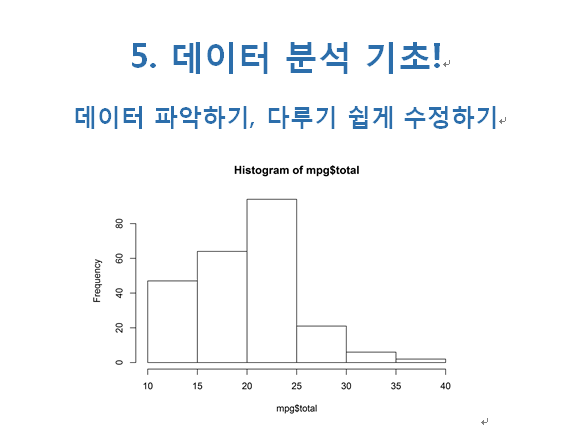 5. 데이터 분석 기초!
데이터 파악하기, 다루기 쉽게 수정하기
Histogram of mpg$total
80
60
40
20
0
Frequency
10 15 20 25 30 35 40
mpg$total